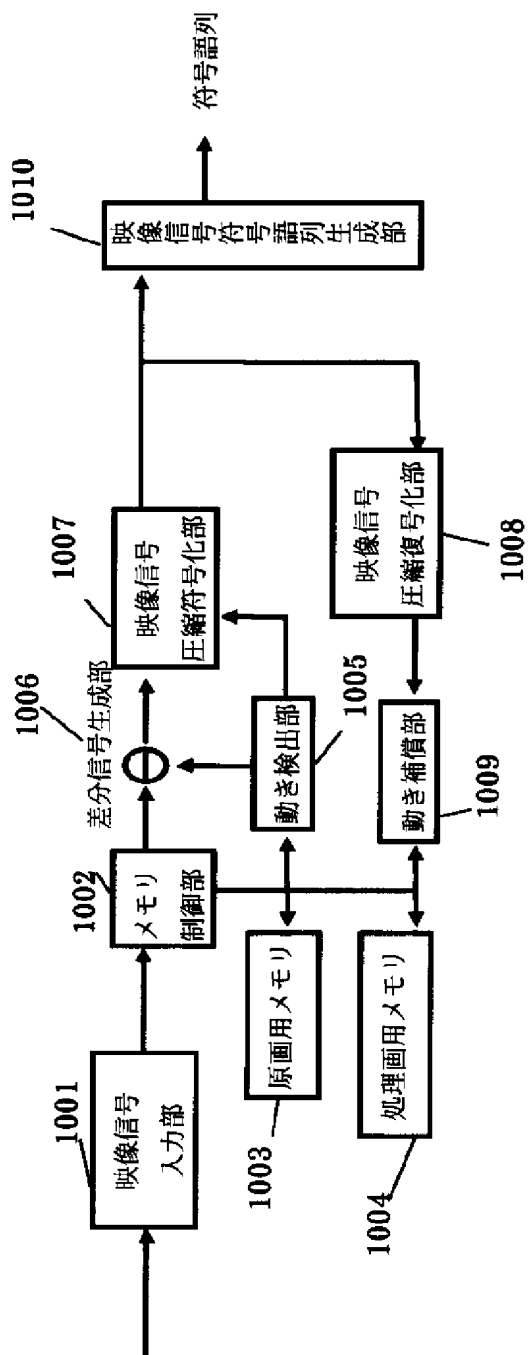 1001
映像信号
入力部
1002
メモリ
制御部
1003
原画用メモリ
1004
処理画用メモリ
1005
動き検出部
1006
差分信号生成部
1007
映像信号
圧縮符号化部
1008
映像信号
圧縮復号化部
1009
動き補償部
1010
映像信号符号語列生成部
符号語列